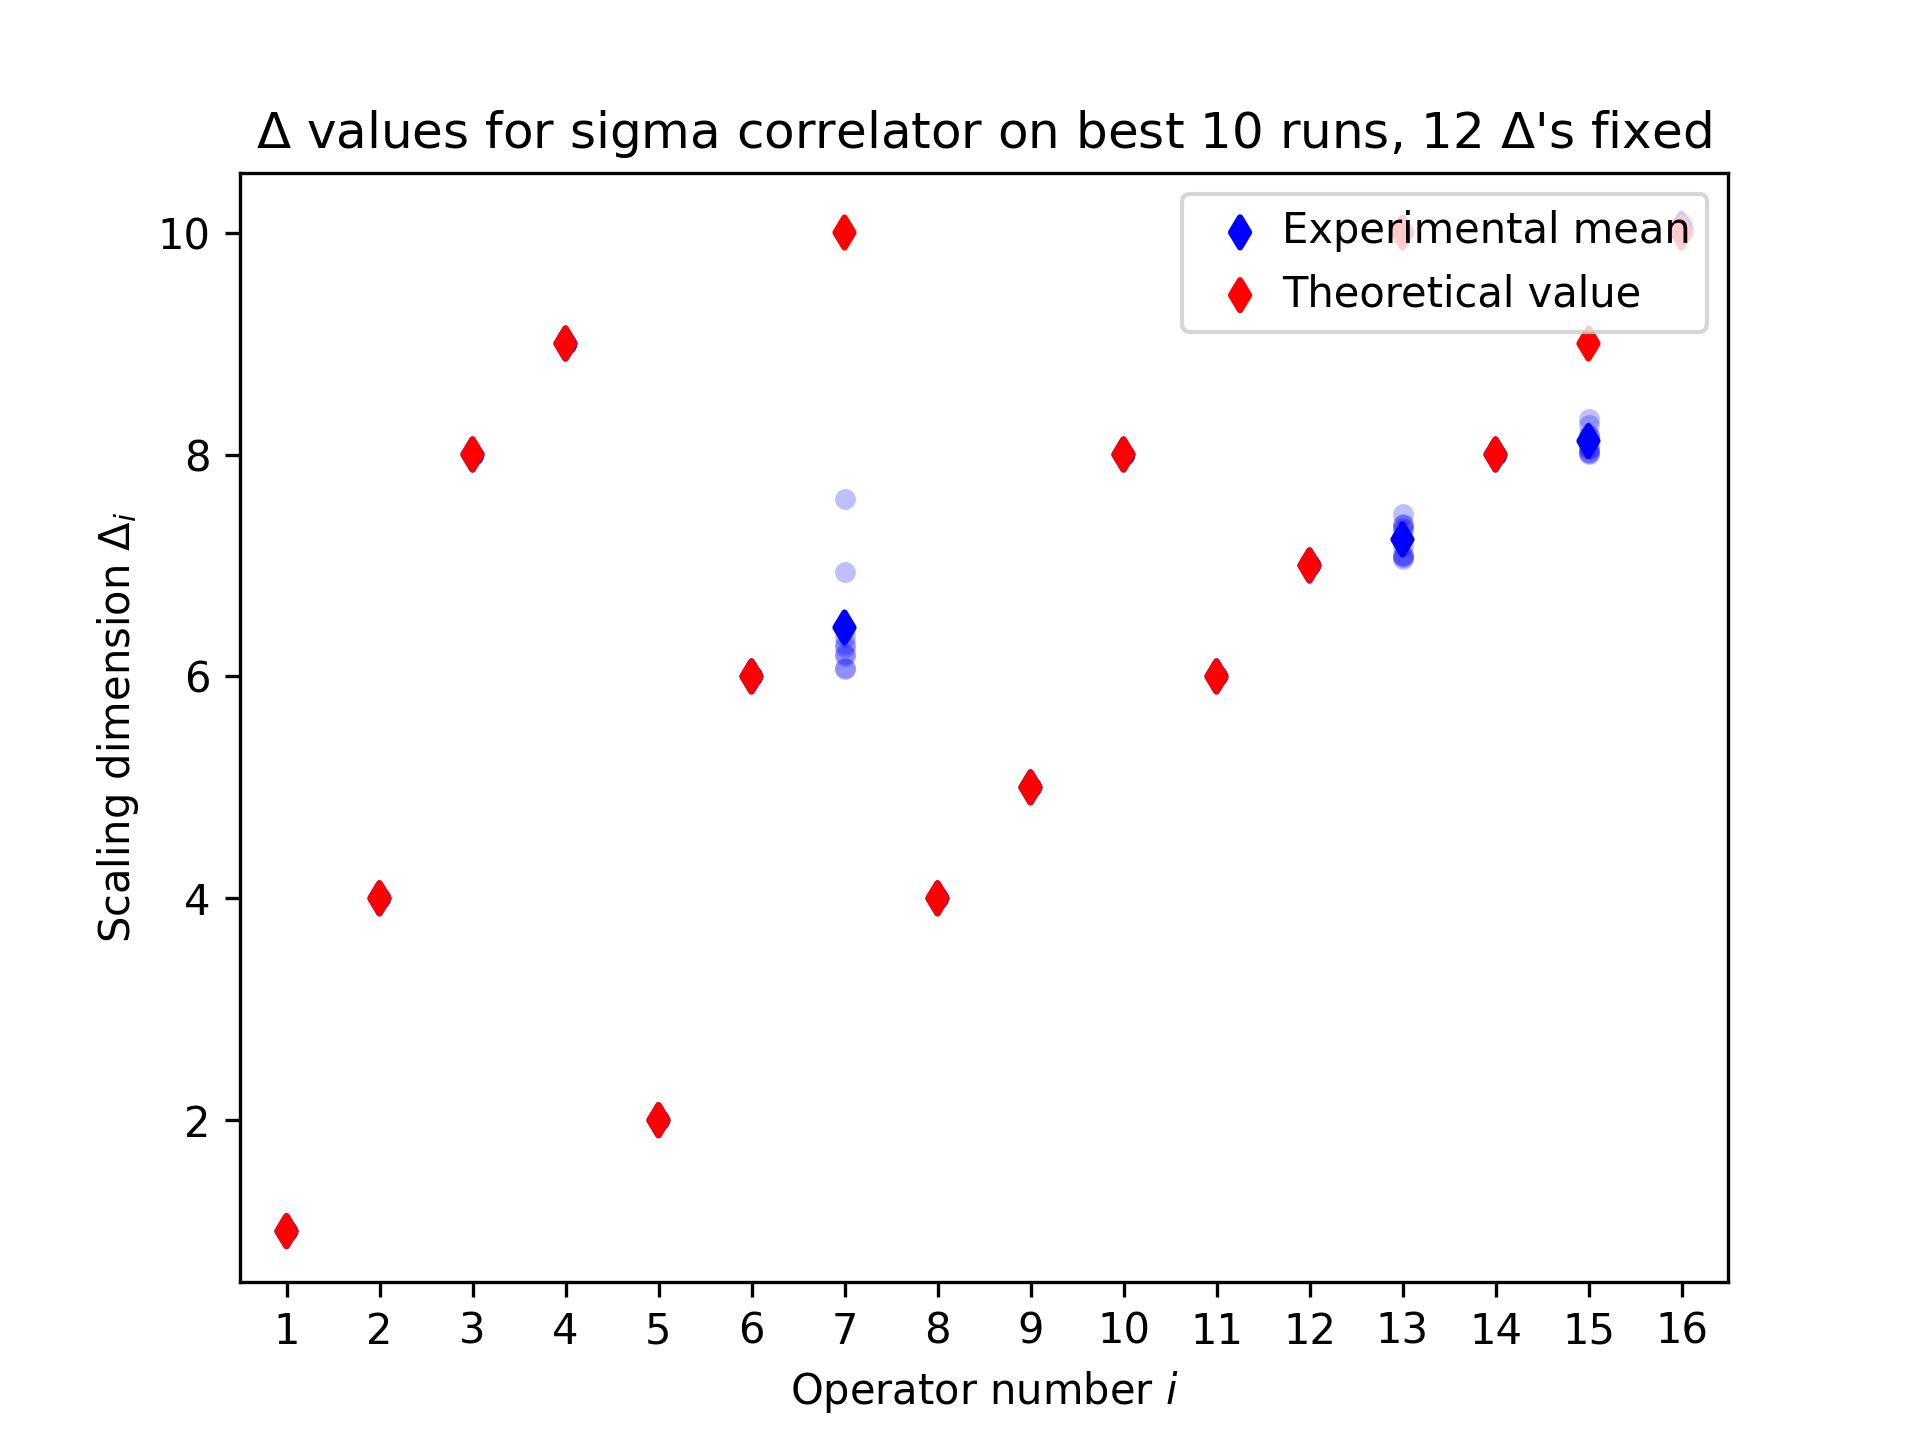 Δ values for sigma correlator on best 10 runs, 12 Δ's fixed
Experimental mean
Theoretical value
10
8
6
4
2
Scaling dimension Δi
1 2 3 4 5 6 7 8 9 10 11 12 13 14 15 16
Operator number i